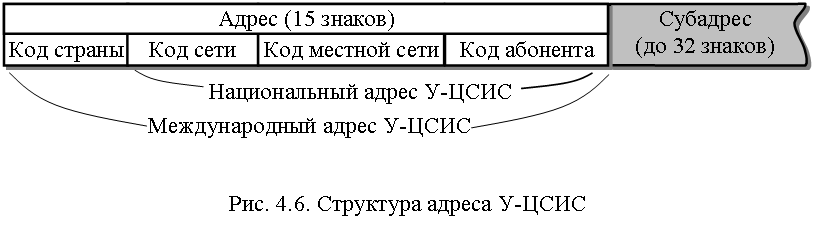 Адрес (15 знаков)
Субадрес
(до 32 знаков)
Код страны
Код сети
Код местной сети
Код абонента
Национальный адрес У-ЦСИС
Международный адрес У-ЦСИС
Рис. 4.6. Структура адреса У-ЦСИС